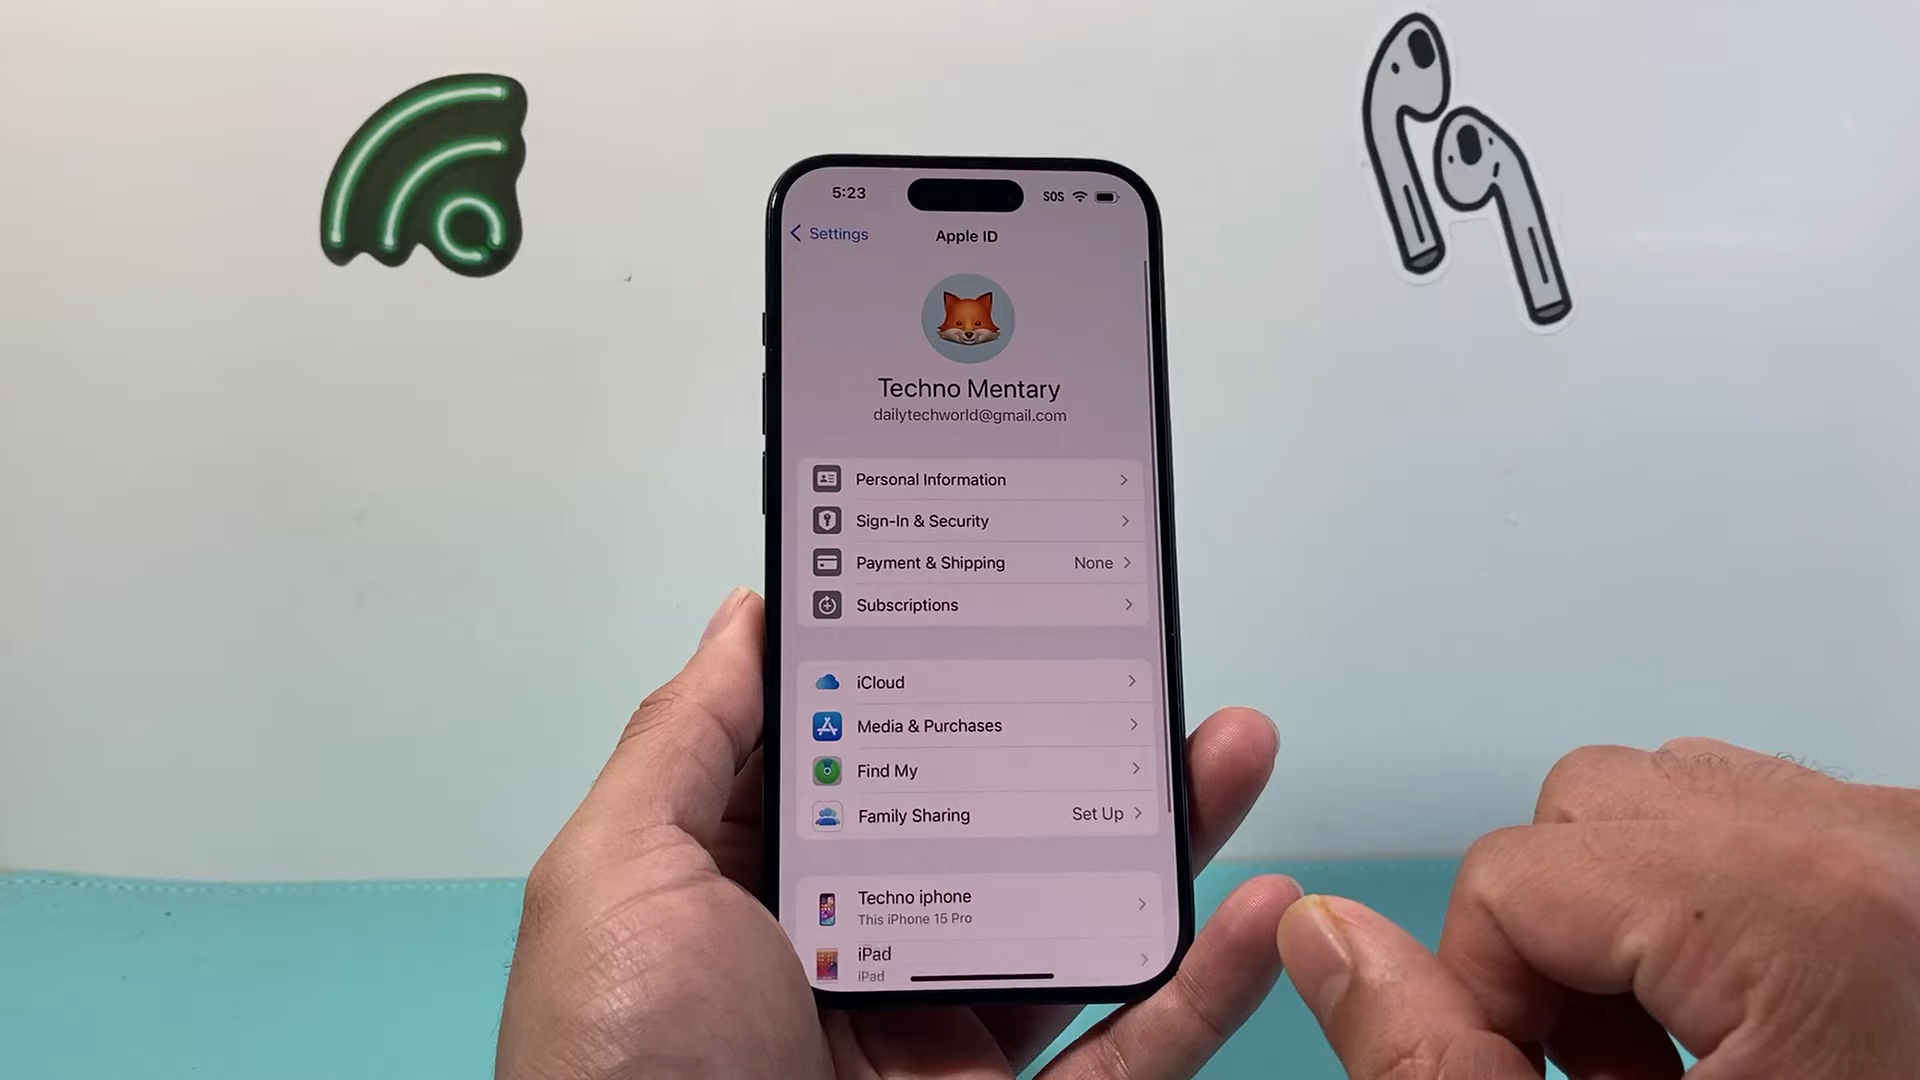 5:23
SOS
Settings
Apple ID
Techno Mentary
dailytechworld@gmail.com
Personal Information
Sign-In & Security
Payment & Shipping None
Subscriptions
iCloud
Media & Purchases
Find My
Family Sharing Set Up
Techno iphone
This iPhone 15 Pro
iPad
iPad